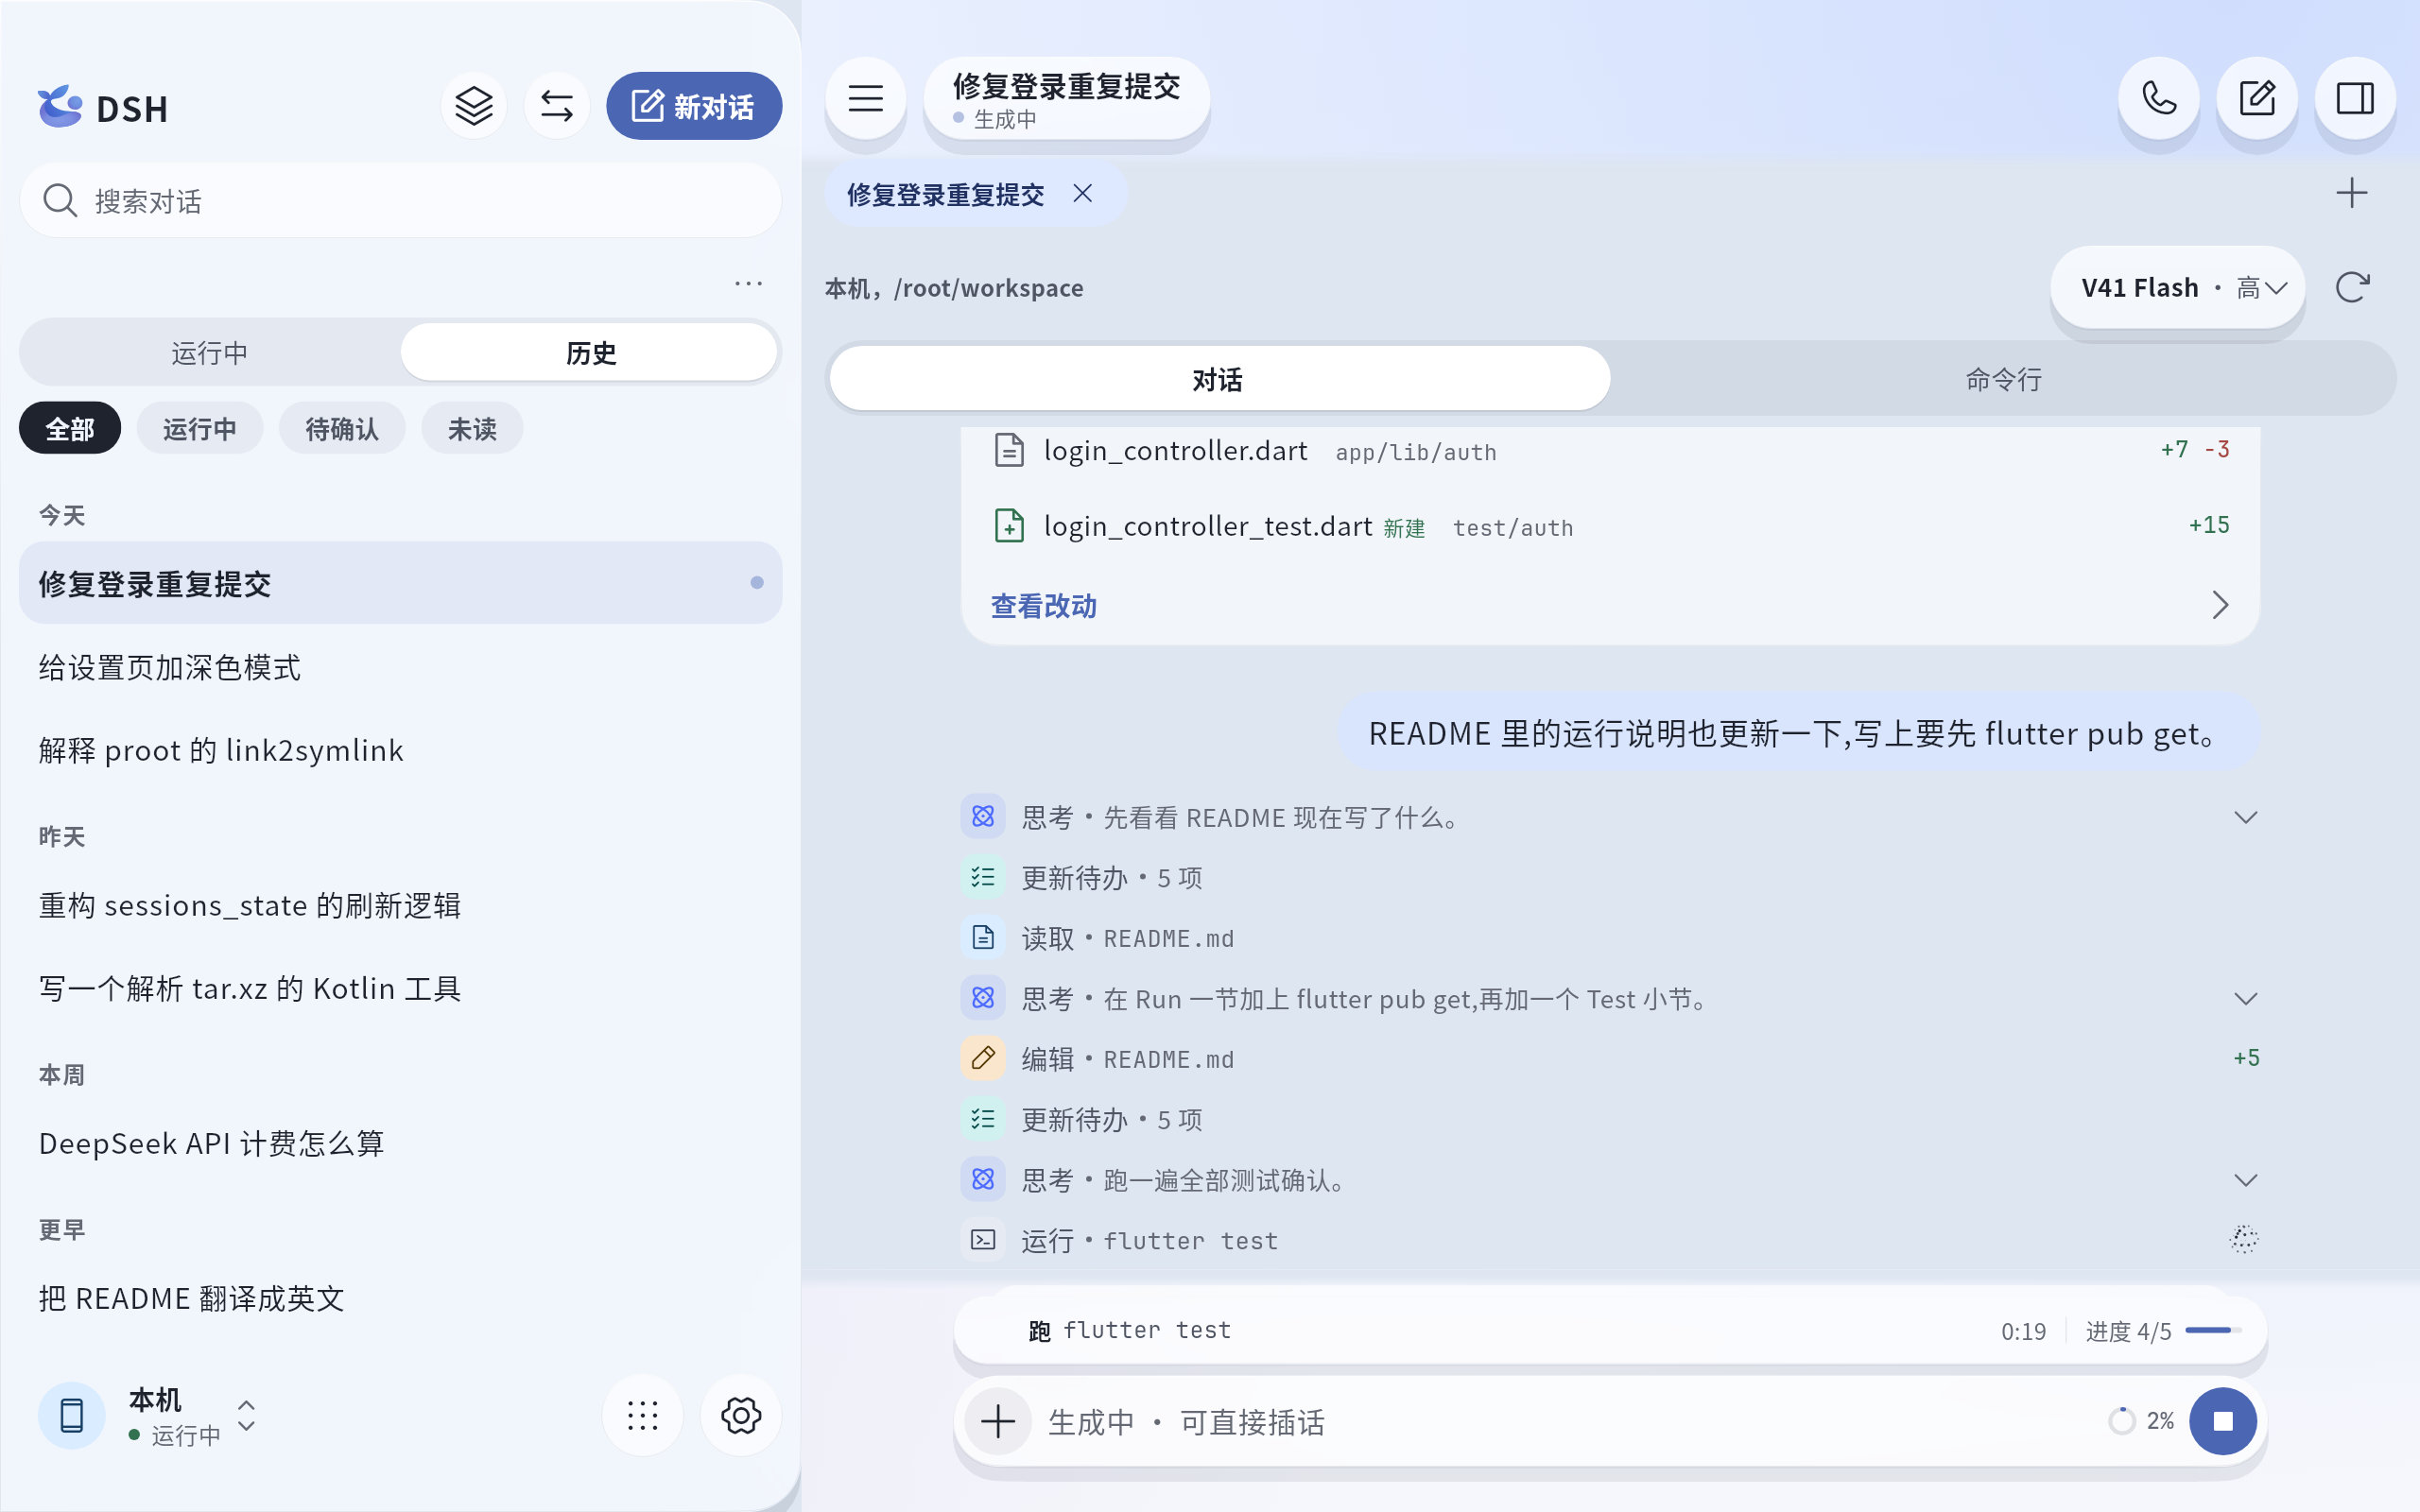 DSH
新对话
搜索对话
运行中
历史
全部
运行中
待确认
未读
今天
修复登录重复提交
给设置页加深色模式
解释 proot 的 link2symlink
昨天
重构 sessions_state 的刷新逻辑
写一个解析 tar.xz 的 Kotlin 工具
本周
DeepSeek API 计费怎么算
更早
把 README 翻译成英文
本机
运行中
修复登录重复提交
生成中
修复登录重复提交
本机，/root/workspace
V41 Flash · 高
对话
命令行
login_controller.dart app/lib/auth +7 -3
login_controller_test.dart 新建 test/auth +15
查看改动
README 里的运行说明也更新一下,写上要先 flutter pub get。
思考 · 先看看 README 现在写了什么。
更新待办 · 5 项
读取 · README.md
思考 · 在 Run 一节加上 flutter pub get,再加一个 Test 小节。
编辑 · README.md +5
更新待办 · 5 项
思考 · 跑一遍全部测试确认。
运行 · flutter test
跑 flutter test 0:19 进度 4/5
生成中 · 可直接插话 2%